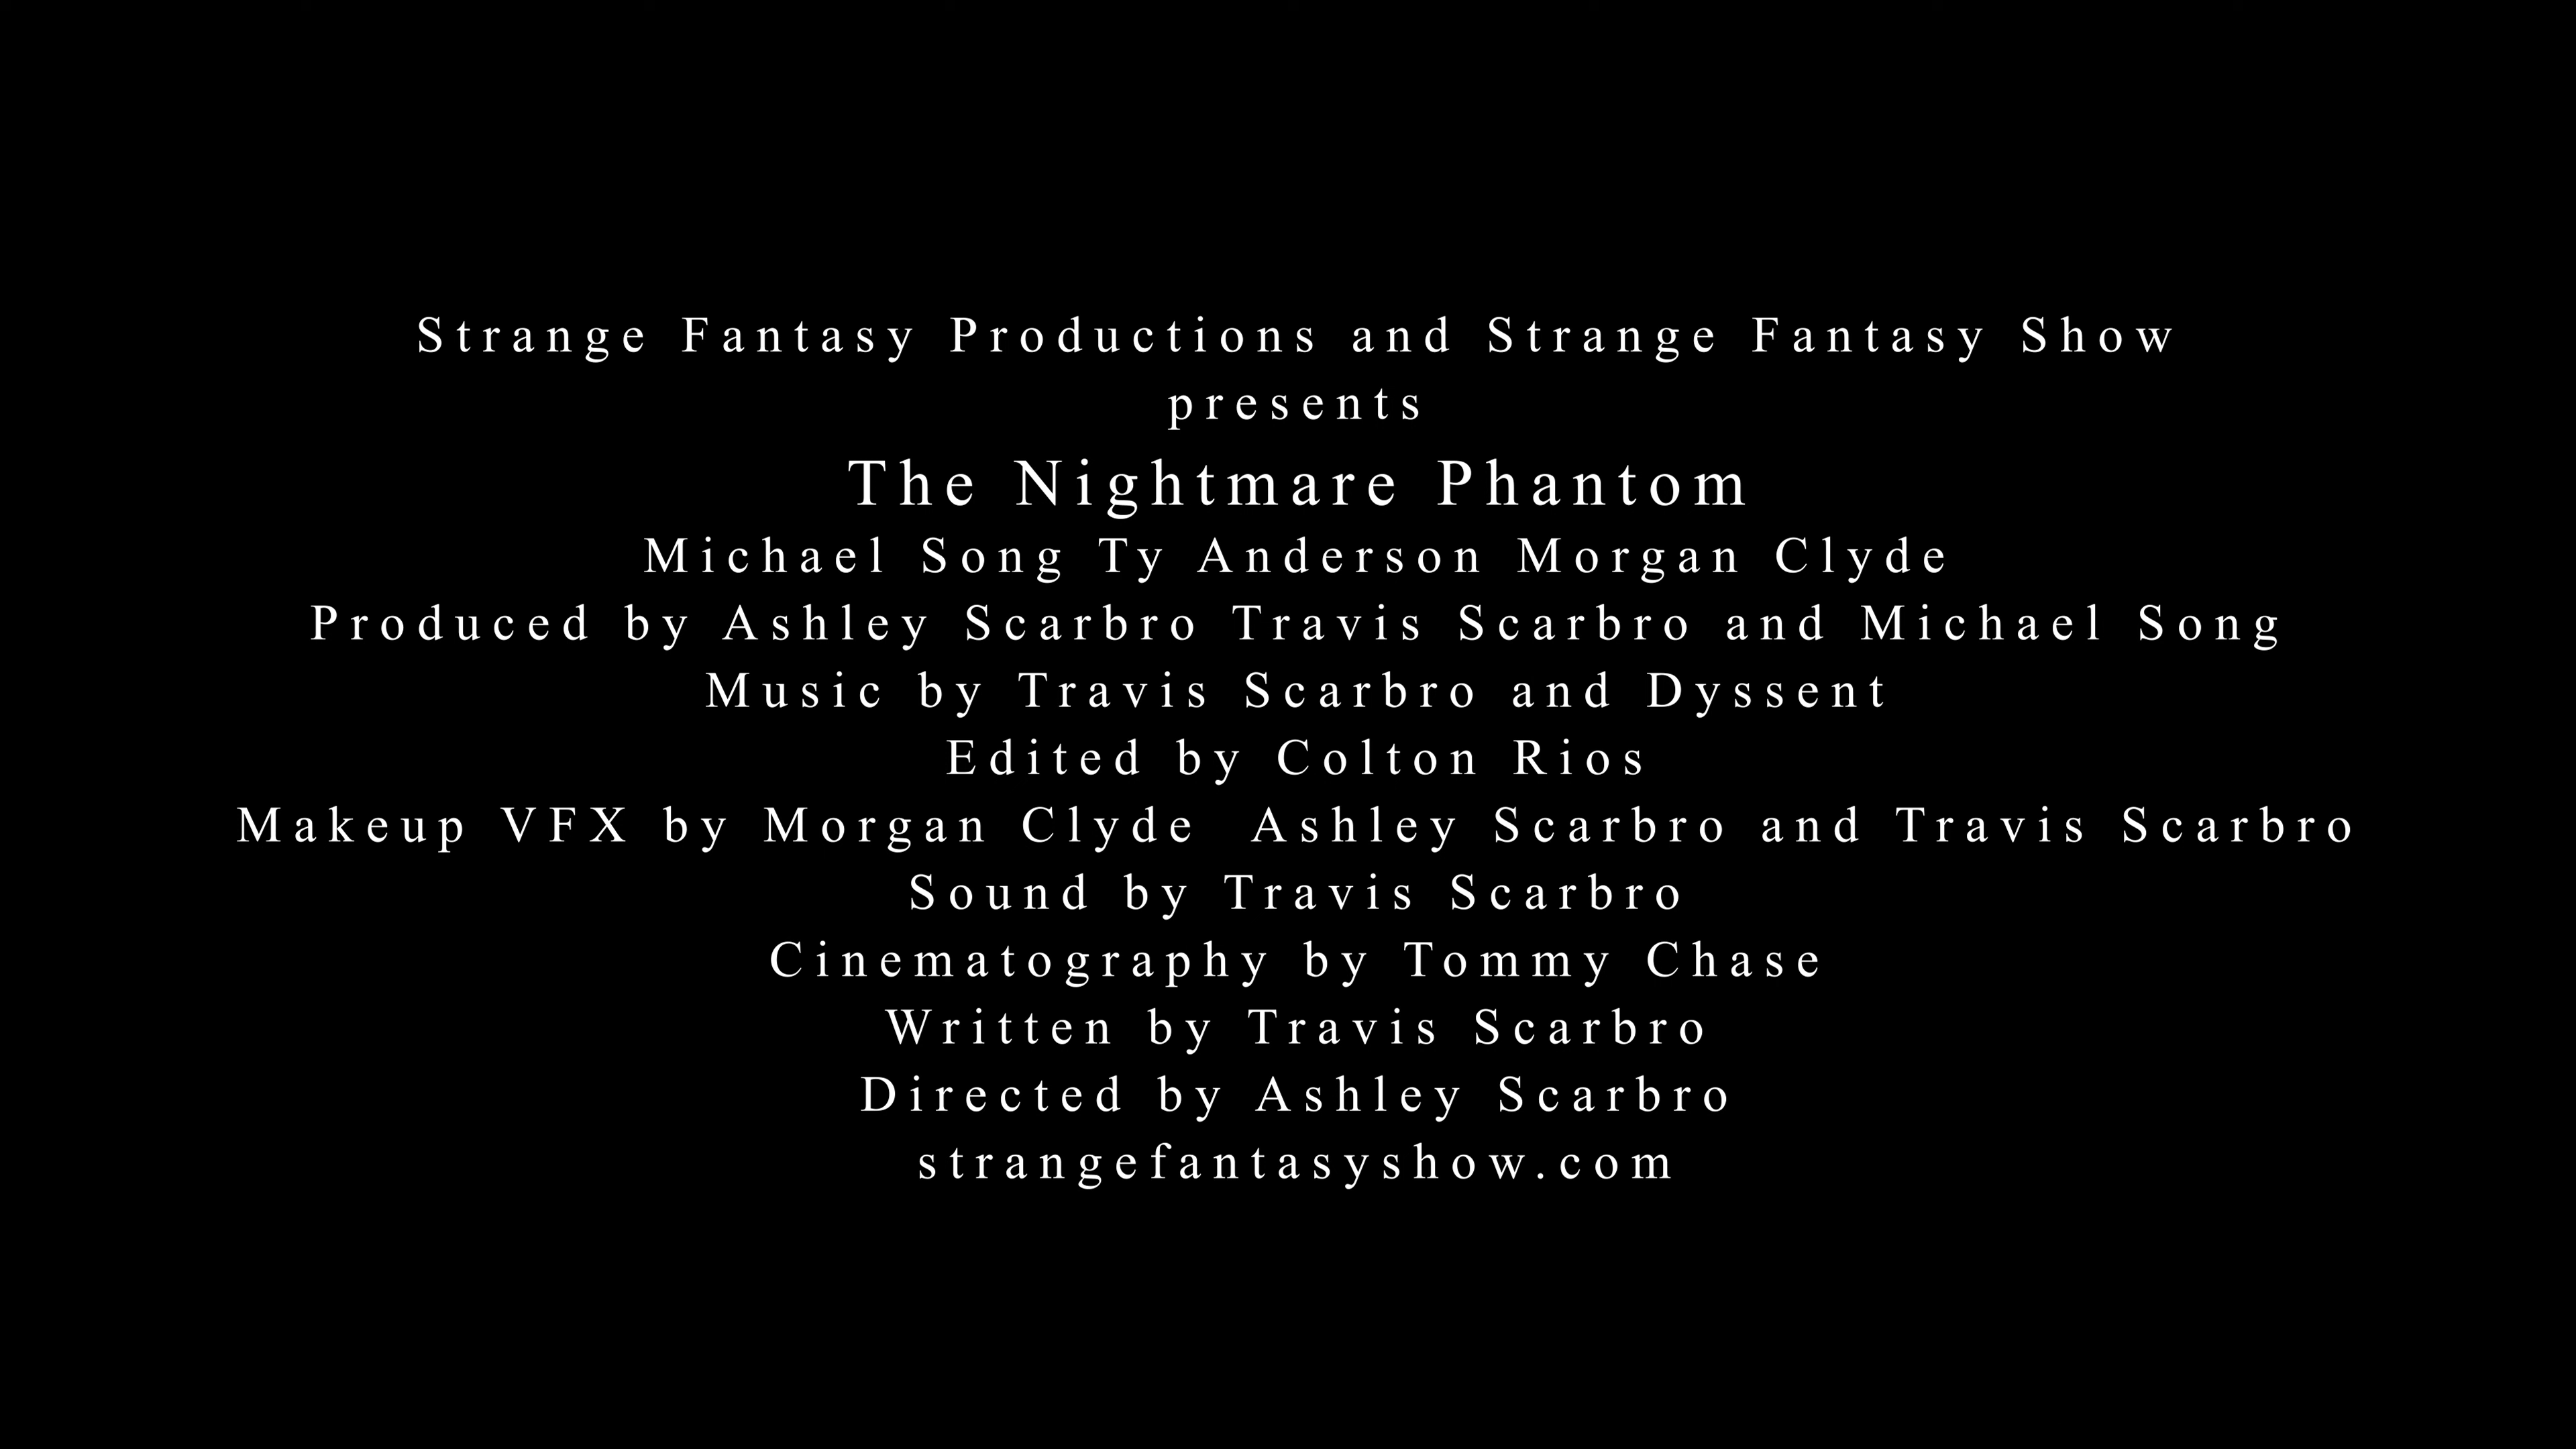 Strange Fantasy Productions and Strange Fantasy Show
presents
The Nightmare Phantom
Michael Song Ty Anderson Morgan Clyde
Produced by Ashley Scarbro Travis Scarbro and Michael Song
Music by Travis Scarbro and Dyssent
Edited by Colton Rios
Makeup VFX by Morgan Clyde  Ashley Scarbro and Travis Scarbro
Sound by Travis Scarbro
Cinematography by Tommy Chase
Written by Travis Scarbro
Directed by Ashley Scarbro
strangefantasyshow.com